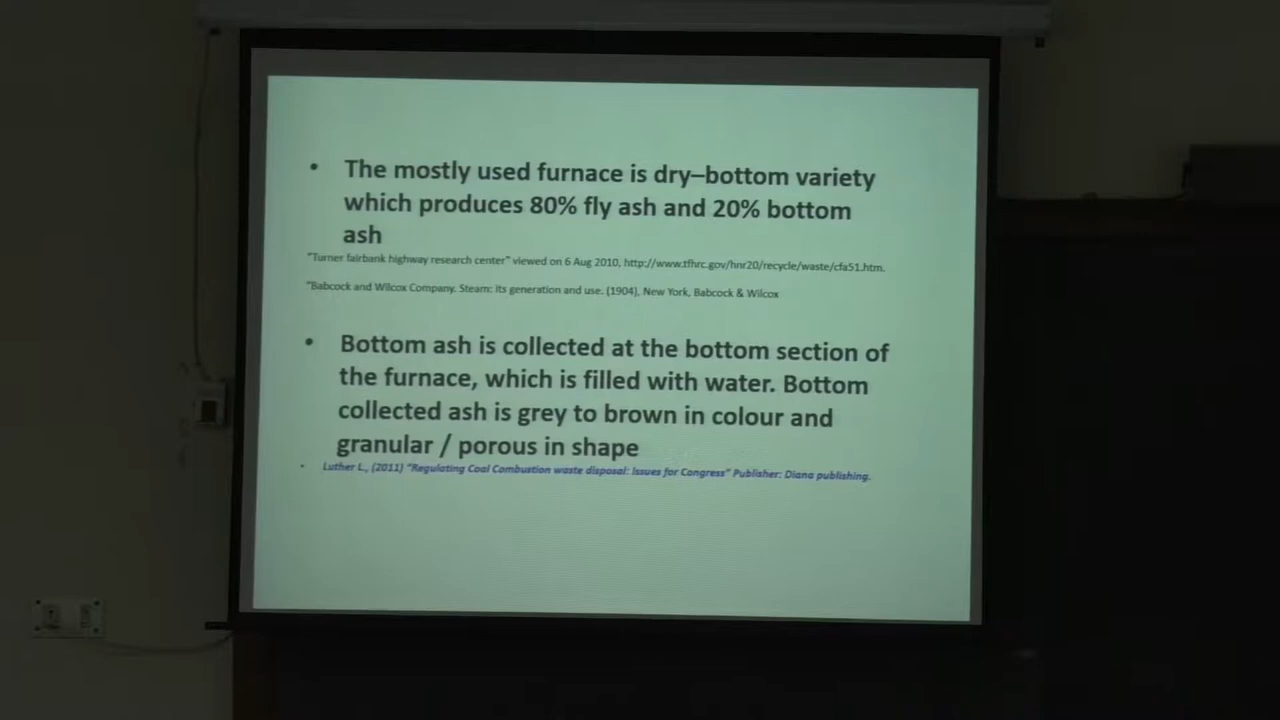 • The mostly used furnace is dry–bottom variety
which produces 80% fly ash and 20% bottom
ash
"Turner fairbank highway research center" viewed on 6 Aug 2010, http://www.tfhrc.gov/hnr20/recycle/waste/cfa51.htm.
"Babcock and Wilcox Company. Steam: Its generation and use. (1904), New York, Babcock & Wilcox
• Bottom ash is collected at the bottom section of
the furnace, which is filled with water. Bottom
collected ash is grey to brown in colour and
granular / porous in shape
• Luther L., (2011) "Regulating Coal Combustion waste disposal: Issues for Congress" Publisher: Diana publishing.